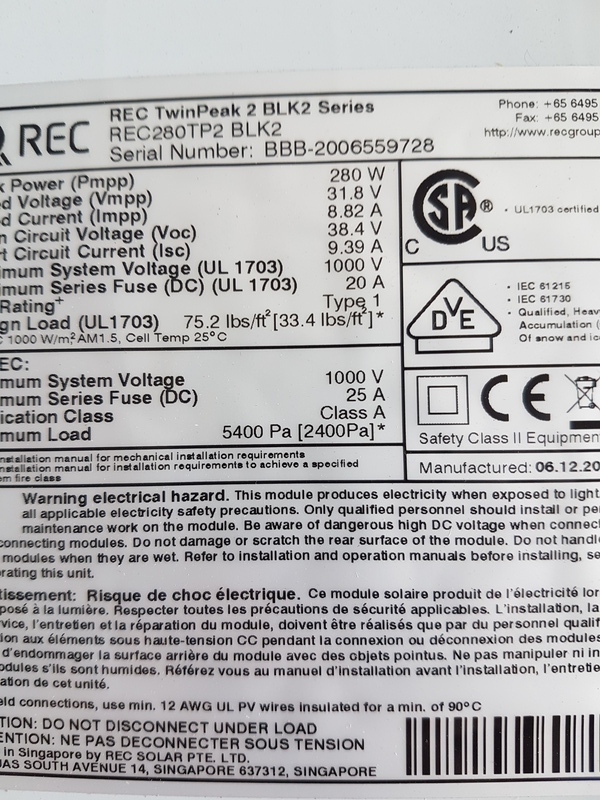 REC
REC TwinPeak 2 BLK2 Series
REC280TP2 BLK2
Serial Number: BBB-2006559728
Phone: +65 6495
Fax: +65 6495
http://www.recgroup
k Power (Pmpp) 280 W
d Voltage (Vmpp) 31.8 V
d Current (Impp) 8.82 A
n Circuit Voltage (Voc) 38.4 V
t Circuit Current (Isc) 9.39 A
imum System Voltage (UL 1703) 1000 V
imum Series Fuse (DC) (UL 1703) 20 A
Rating+ Type 1
gn Load (UL1703) 75.2 lbs/ft² [33.4 lbs/ft²]*
C 1000 W/m², AM1.5, Cell Temp 25°C
SA®
C US
• UL1703 certified
DVE
• IEC 61215
• IEC 61730
• Qualified, Heav
Accumulation (
Of snow and ic
EC:
mum System Voltage 1000 V
mum Series Fuse (DC) 25 A
ication Class Class A
mum Load 5400 Pa [2400Pa]*
CE
Safety Class II Equipmen
nstallation manual for mechanical installation requirements
nstallation manual for installation requirements to achieve a specified
em fire class
Manufactured: 06.12.20
Warning electrical hazard. This module produces electricity when exposed to light
all applicable electricity safety precautions. Only qualified personnel should install or pe
maintenance work on the module. Be aware of dangerous high DC voltage when connec
connecting modules. Do not damage or scratch the rear surface of the module. Do not handl
modules when they are wet. Refer to installation and operation manuals before installing, se
rating this unit.
tissement: Risque de choc électrique. Ce module solaire produit de l'électricité lor
posé à la lumière. Respecter toutes les précautions de sécurité applicables. L'installation, la
rvice, l'entretien et la réparation du module, doivent être réalisés que par du personnel qualif
ion aux éléments sous haute-tension CC pendant la connexion ou déconnexion des modules
d'endommager la surface arrière du module avec des objets pointus. Ne pas manipuler ni in
odules s'ils sont humides. Référez vous au manuel d'installation avant l'installation, l'entretie
ation de cet unité.
eld connections, use min. 12 AWG UL PV wires insulated for a min. of 90°C
TION: DO NOT DISCONNECT UNDER LOAD
ENTION: NE PAS DECONNECTER SOUS TENSION
in Singapore by REC SOLAR PTE. LTD.
UAS SOUTH AVENUE 14, SINGAPORE 637312, SINGAPORE